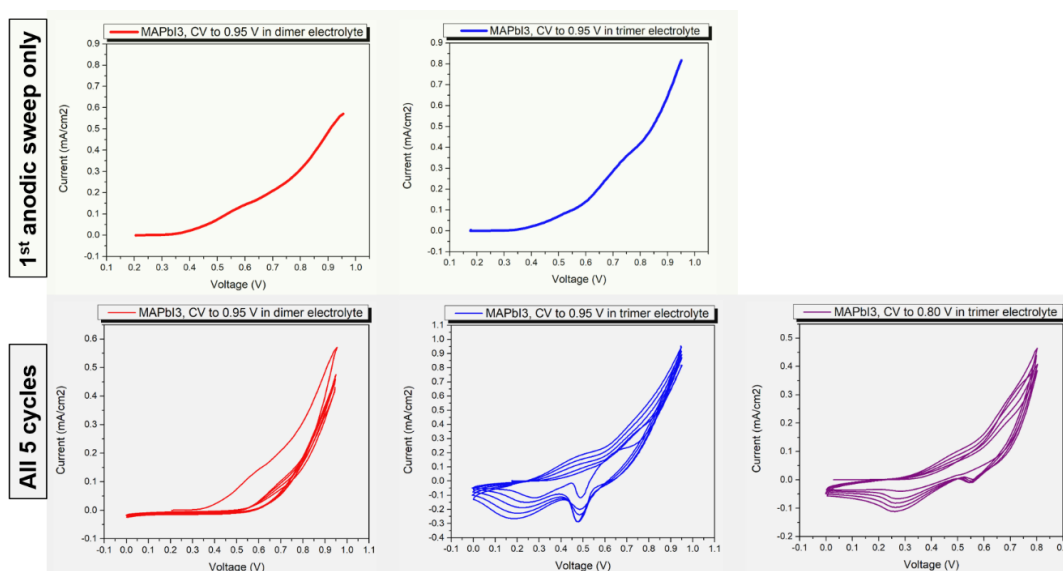 1st anodic sweep only
MAPbI3, CV to 0.95 V in dimer electrolyte
Current (mA/cm2)
0.9
0.8
0.7
0.6
0.5
0.4
0.3
0.2
0.1
0.0
-0.1
0.1 0.2 0.3 0.4 0.5 0.6 0.7 0.8 0.9 1.0
Voltage (V)
MAPbI3, CV to 0.95 V in trimer electrolyte
Current (mA/cm2)
0.9
0.8
0.7
0.6
0.5
0.4
0.3
0.2
0.1
0.0
-0.1
0.1 0.2 0.3 0.4 0.5 0.6 0.7 0.8 0.9 1.0
Voltage (V)
All 5 cycles
MAPbI3, CV to 0.95 V in dimer electrolyte
Current (mA/cm2)
0.6
0.5
0.4
0.3
0.2
0.1
0.0
-0.1
0.0 0.1 0.2 0.3 0.4 0.5 0.6 0.7 0.8 0.9 1.0 1.1
Voltage (V)
MAPbI3, CV to 0.95 V in trimer electrolyte
Current (mA/cm2)
1.1
1.0
0.9
0.8
0.7
0.6
0.5
0.4
0.3
0.2
0.1
0.0
-0.1
-0.2
-0.3
-0.4
-0.1 0.0 0.1 0.2 0.3 0.4 0.5 0.6 0.7 0.8 0.9 1.0 1.1
Voltage (V)
MAPbI3, CV to 0.80 V in trimer electrolyte
Current (mA/cm2)
0.5
0.4
0.3
0.2
0.1
0.0
-0.1
-0.2
-0.1 0.0 0.1 0.2 0.3 0.4 0.5 0.6 0.7 0.8
Voltage (V)